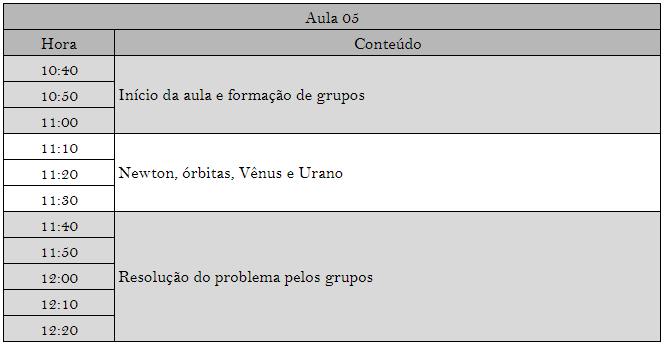 Aula 05
Hora Conteúdo
10:40
10:50 Início da aula e formação de grupos
11:00
11:10
11:20 Newton, órbitas, Vênus e Urano
11:30
11:40
11:50
12:00 Resolução do problema pelos grupos
12:10
12:20